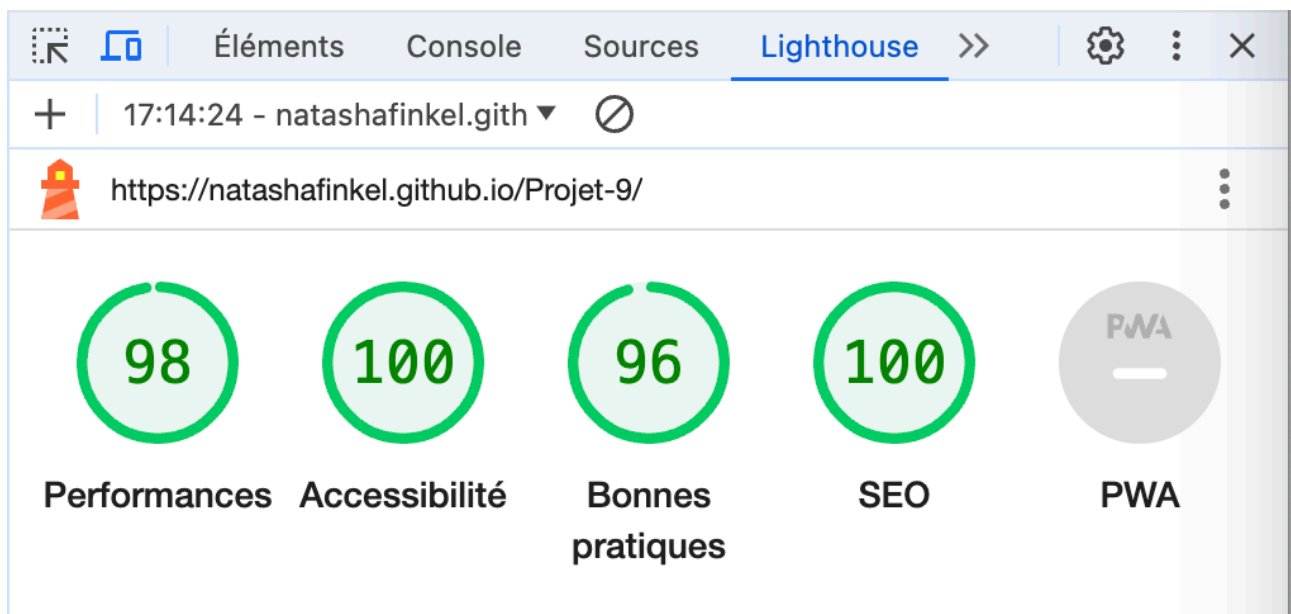 Éléments Console Sources Lighthouse
17:14:24 - natashafinkel.gith
https://natashafinkel.github.io/Projet-9/
98 100 96 100 PWA
Performances Accessibilité Bonnes pratiques SEO PWA